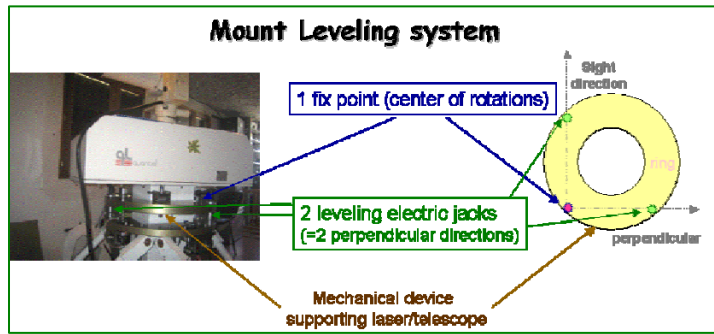 Mount Leveling system
Sight
direction
1 fix point (center of rotations)
ring
2 leveling electric jacks
(=2 perpendicular directions)
perpendicular
Mechanical device
supporting laser/telescope